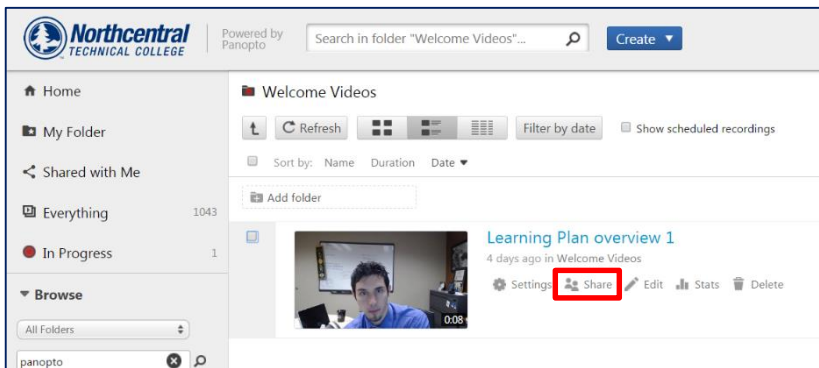 Northcentral
TECHNICAL COLLEGE
Powered by
Panopto
Search in folder "Welcome Videos"...
Create
Home
My Folder
Shared with Me
Everything 1043
In Progress 1
Browse
All Folders
panopto
Welcome Videos
Refresh
Filter by date
Show scheduled recordings
Sort by: Name Duration Date
Add folder
0:08
Learning Plan overview 1
4 days ago in Welcome Videos
Settings Share Edit Stats Delete